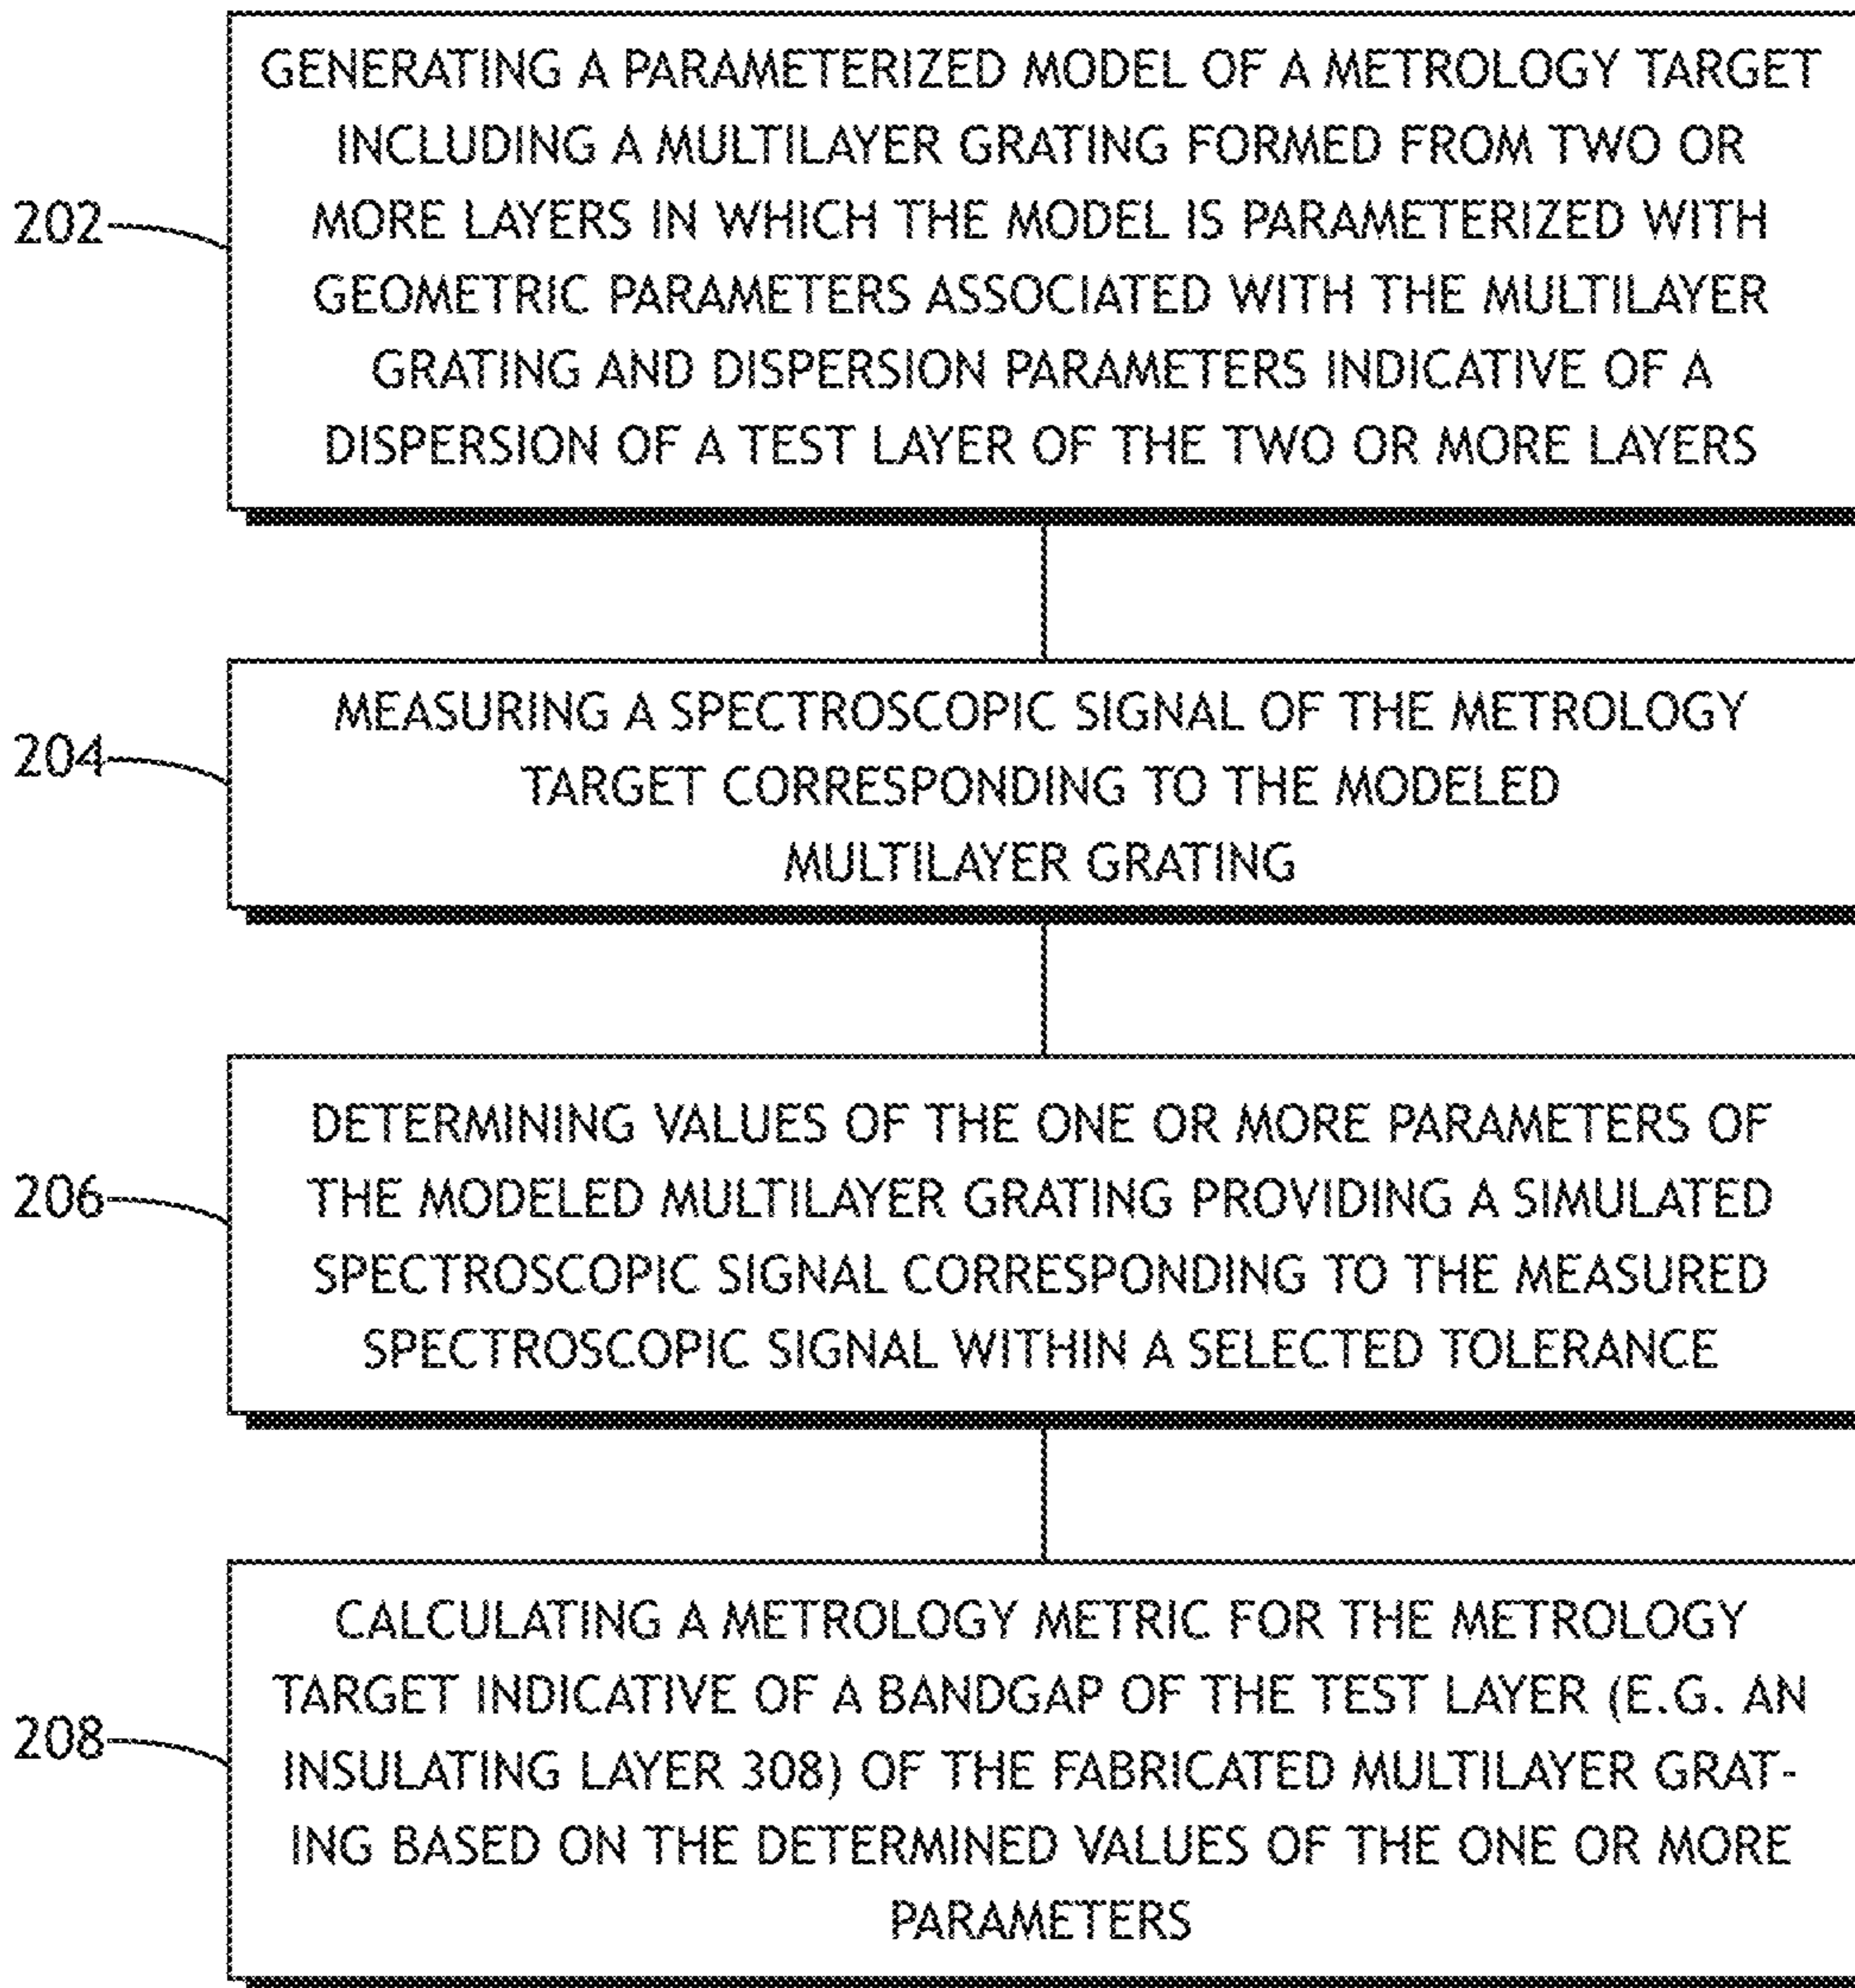 GENERATING A PARAMETERIZED MODEL OF A METROLOGY TARGET
INCLUDING A MULTILAYER GRATING FORMED FROM TWO OR
MORE LAYERS IN WHICH THE MODEL IS PARAMETERIZED WITH
GEOMETRIC PARAMETERS ASSOCIATED WITH THE MULTILAYER
GRATING AND DISPERSION PARAMETERS INDICATIVE OF A
DISPERSION OF A TEST LAYER OF THE TWO OR MORE LAYERS
202
MEASURING A SPECTROSCOPIC SIGNAL OF THE METROLOGY
TARGET CORRESPONDING TO THE MODELED
MULTILAYER GRATING
204
DETERMINING VALUES OF THE ONE OR MORE PARAMETERS OF
THE MODELED MULTILAYER GRATING PROVIDING A SIMULATED
SPECTROSCOPIC SIGNAL CORRESPONDING TO THE MEASURED
SPECTROSCOPIC SIGNAL WITHIN A SELECTED TOLERANCE
206
CALCULATING A METROLOGY METRIC FOR THE METROLOGY
TARGET INDICATIVE OF A BANDGAP OF THE TEST LAYER (E.G. AN
INSULATING LAYER 308) OF THE FABRICATED MULTILAYER GRAT-
ING BASED ON THE DETERMINED VALUES OF THE ONE OR MORE
PARAMETERS
208